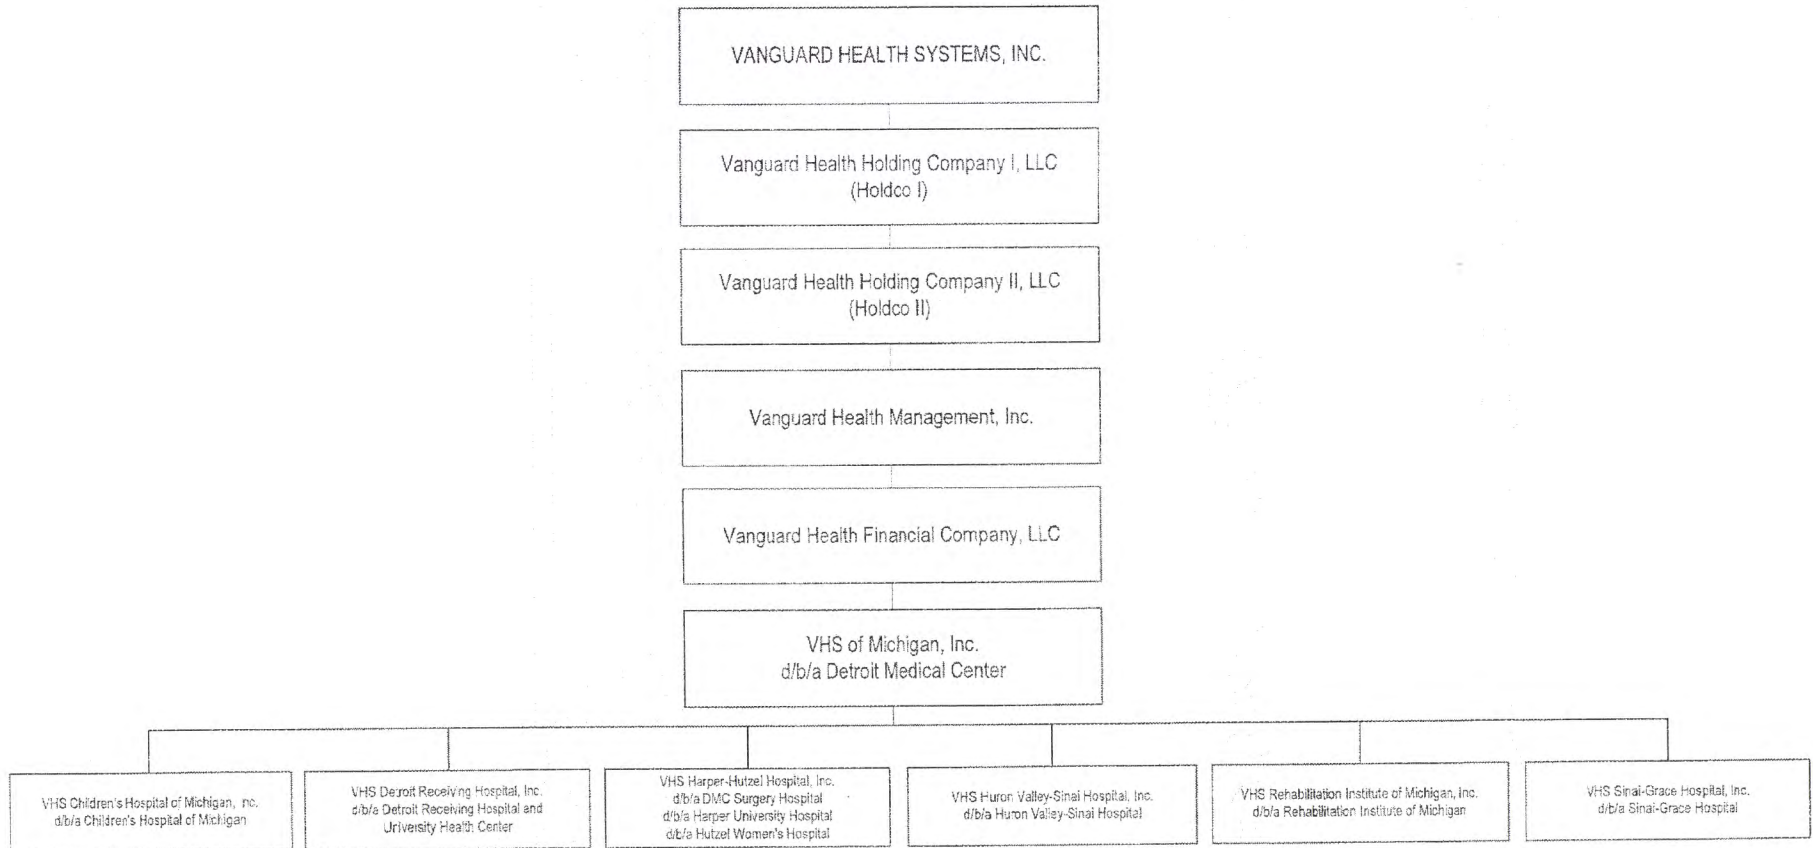 VANGUARD HEALTH SYSTEMS, INC.
Vanguard Health Holding Company I, LLC
(Holdco I)
Vanguard Health Holding Company II, LLC
(Holdco II)
Vanguard Health Management, Inc.
Vanguard Health Financial Company, LLC
VHS of Michigan, Inc.
d/b/a Detroit Medical Center
VHS Children's Hospital of Michigan, Inc.
d/b/a Children's Hospital of Michigan
VHS Detroit Receiving Hospital, Inc.
d/b/a Detroit Receiving Hospital and
University Health Center
VHS Harper-Hutzel Hospital, Inc.
d/b/a DMC Surgery Hospital
d/b/a Harper University Hospital
d/b/a Hutzel Women's Hospital
VHS Huron Valley-Sinai Hospital, Inc.
d/b/a Huron Valley-Sinai Hospital
VHS Rehabilitation Institute of Michigan, Inc.
d/b/a Rehabilitation Institute of Michigan
VHS Sinai-Grace Hospital, Inc.
d/b/a Sinai-Grace Hospital